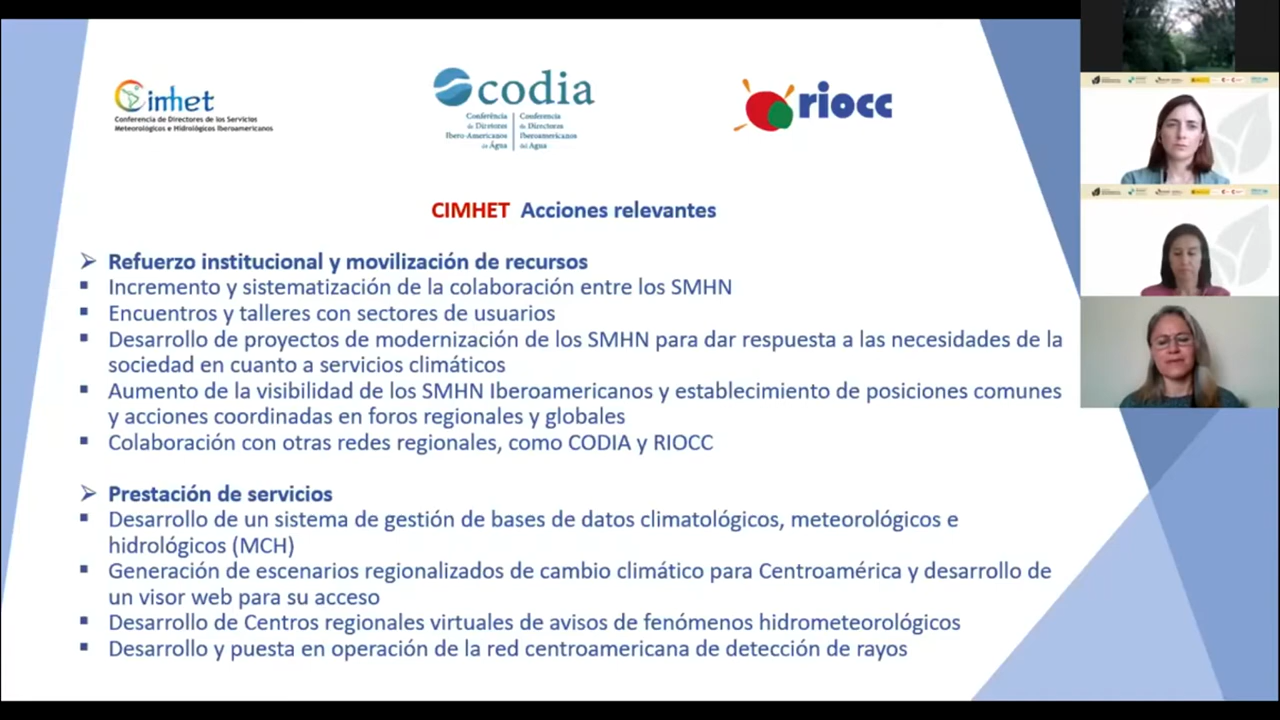 Cimhet
Conferencia de Directores de los Servicios
Meteorológicos e Hidrológicos Iberoamericanos
codia
Conferência
de Diretores
Ibero-Americanos
da Água
Conferencia
de Directores
Iberoamericanos
del Agua
riocc
CIMHET Acciones relevantes
Refuerzo institucional y movilización de recursos
Incremento y sistematización de la colaboración entre los SMHN
Encuentros y talleres con sectores de usuarios
Desarrollo de proyectos de modernización de los SMHN para dar respuesta a las necesidades de la
sociedad en cuanto a servicios climáticos
Aumento de la visibilidad de los SMHN Iberoamericanos y establecimiento de posiciones comunes
y acciones coordinadas en foros regionales y globales
Colaboración con otras redes regionales, como CODIA y RIOCC
Prestación de servicios
Desarrollo de un sistema de gestión de bases de datos climatológicos, meteorológicos e
hidrológicos (MCH)
Generación de escenarios regionalizados de cambio climático para Centroamérica y desarrollo de
un visor web para su acceso
Desarrollo de Centros regionales virtuales de avisos de fenómenos hidrometeorológicos
Desarrollo y puesta en operación de la red centroamericana de detección de rayos